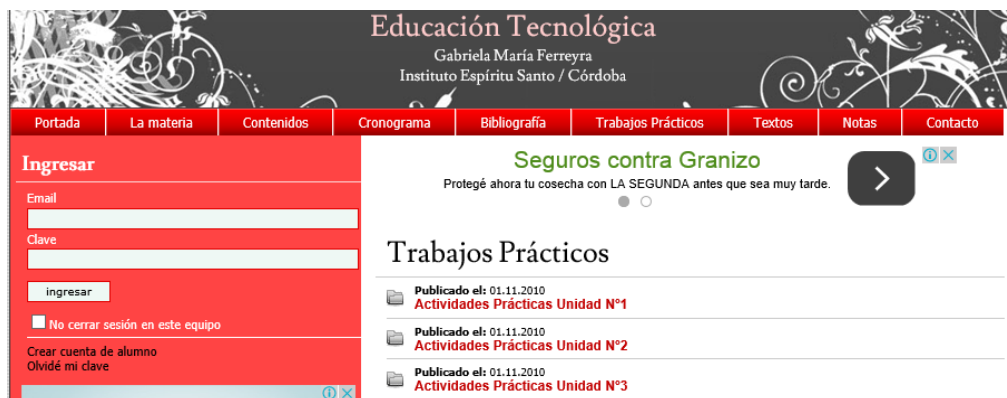 Educación Tecnológica
Gabriela María Ferreyra
Instituto Espíritu Santo / Córdoba
Portada La materia Contenidos Cronograma Bibliografía Trabajos Prácticos Textos Notas Contacto
Ingresar
Email
Clave
ingresar
No cerrar sesión en este equipo
Crear cuenta de alumno
Olvidé mi clave
Seguros contra Granizo
Protegé ahora tu cosecha con LA SEGUNDA antes que sea muy tarde.
Trabajos Prácticos
Publicado el: 01.11.2010
Actividades Prácticas Unidad N°1
Publicado el: 01.11.2010
Actividades Prácticas Unidad N°2
Publicado el: 01.11.2010
Actividades Prácticas Unidad N°3